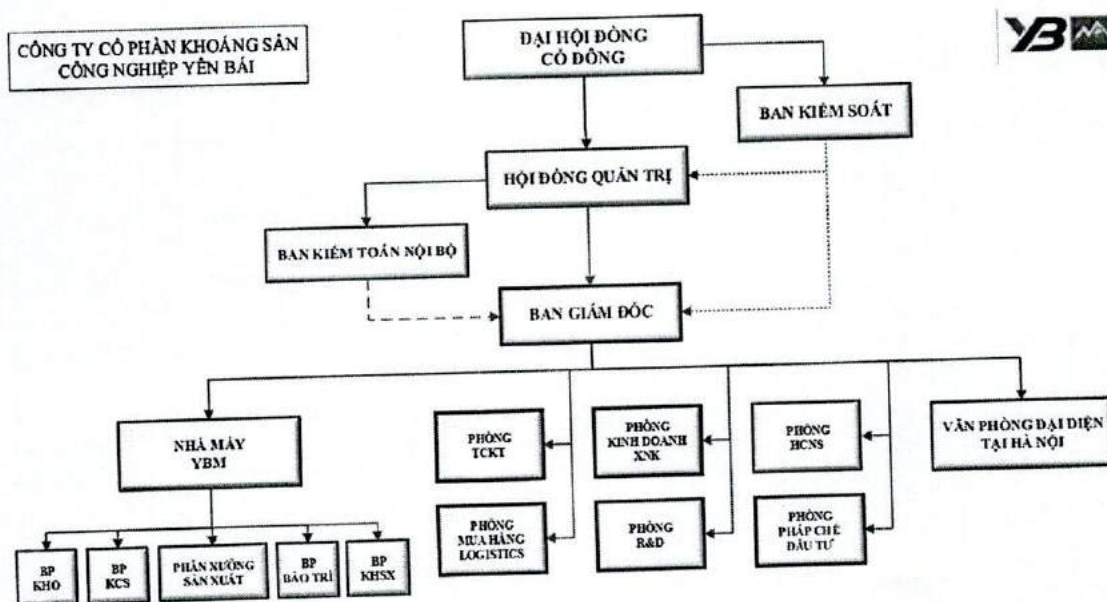 CÔNG TY CỔ PHẦN KHOÁNG SẢN
CÔNG NGHIỆP YÊN BÁI
ĐẠI HỘI ĐỒNG
CỔ ĐÔNG
YB
BAN KIỂM SOÁT
HỘI ĐỒNG QUẢN TRỊ
BAN KIỂM TOÁN NỘI BỘ
BAN GIÁM ĐỐC
NHÀ MÁY
YBM
PHÒNG
TCKT
PHÒNG
KINH DOANH
XNK
PHÒNG
HCNS
VĂN PHÒNG ĐẠI DIỆN
TẠI HÀ NỘI
PHÒNG
MUA HÀNG
LOGISTICS
PHÒNG
R&D
PHÒNG
PHÁP CHẾ
ĐẦU TƯ
BP
KHO
BP
KCS
PHÂN XƯỞNG
SẢN XUẤT
BP
BẢO TRÌ
BP
KHSX